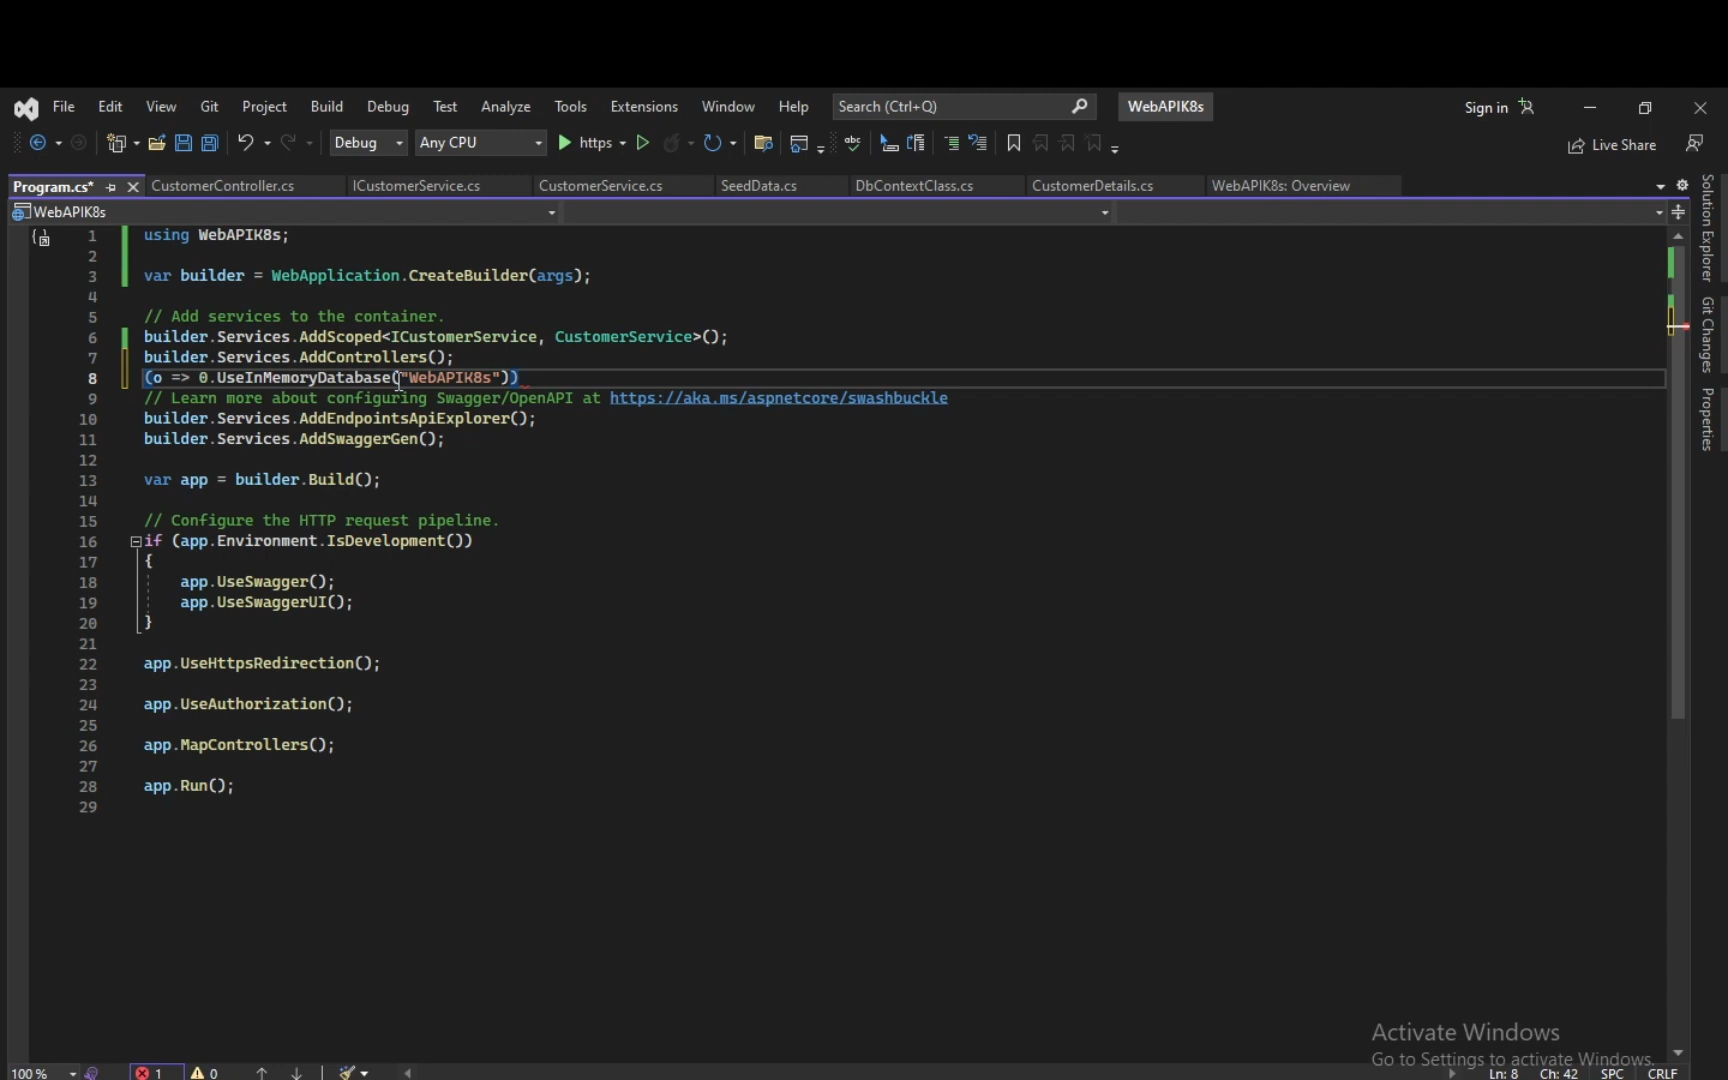 File Edit View Git Project Build Debug Test Analyze Tools Extensions Window Help Search (Ctrl+Q) WebAPIK8s Sign in
Debug Any CPU https Live Share
Program.cs* CustomerController.cs ICustomerService.cs CustomerService.cs SeedData.cs DbContextClass.cs CustomerDetails.cs WebAPIK8s: Overview
WebAPIK8s
1 using WebAPIK8s;
2
3 var builder = WebApplication.CreateBuilder(args);
4
5 // Add services to the container.
6 builder.Services.AddScoped<ICustomerService, CustomerService>();
7 builder.Services.AddControllers();
8 (o => 0.UseInMemoryDatabase("WebAPIK8s"))
9 // Learn more about configuring Swagger/OpenAPI at https://aka.ms/aspnetcore/swashbuckle
10 builder.Services.AddEndpointsApiExplorer();
11 builder.Services.AddSwaggerGen();
12
13 var app = builder.Build();
14
15 // Configure the HTTP request pipeline.
16 if (app.Environment.IsDevelopment())
17 {
18 app.UseSwagger();
19 app.UseSwaggerUI();
20 }
21
22 app.UseHttpsRedirection();
23
24 app.UseAuthorization();
25
26 app.MapControllers();
27
28 app.Run();
29
Solution Explorer
Git Changes
Properties
Activate Windows
Go to Settings to activate Windows.
100 % 1 0 Ln: 8 Ch: 42 SPC CRLF